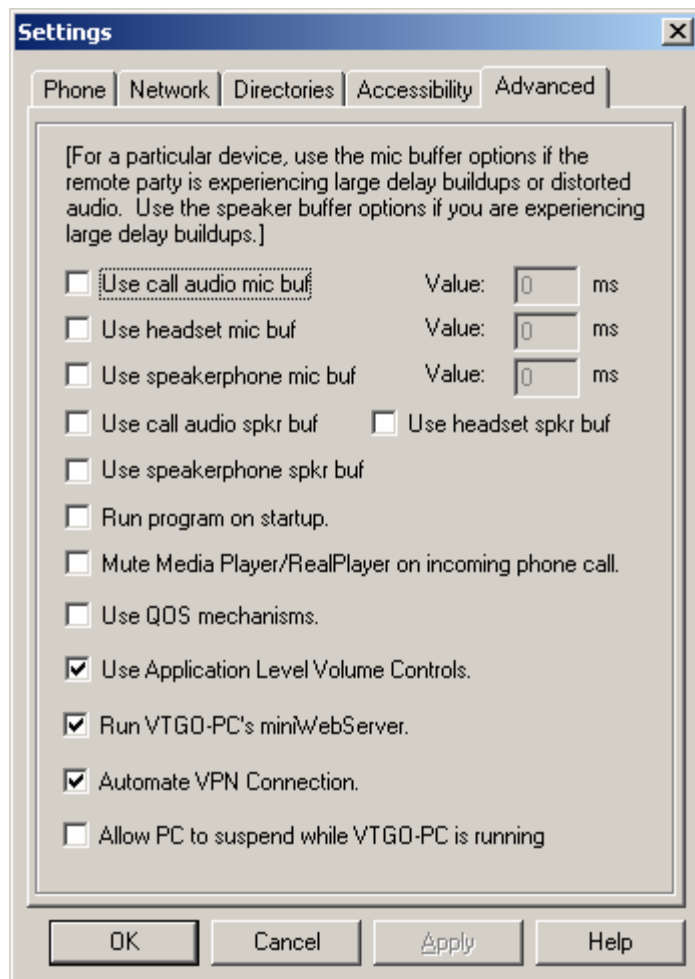 Settings
Phone Network Directories Accessibility Advanced
[For a particular device, use the mic buffer options if the
remote party is experiencing large delay buildups or distorted
audio.  Use the speaker buffer options if you are experiencing
large delay buildups.]
Use call audio mic buf Value: 0 ms
Use headset mic buf Value: 0 ms
Use speakerphone mic buf Value: 0 ms
Use call audio spkr buf Use headset spkr buf
Use speakerphone spkr buf
Run program on startup.
Mute Media Player/RealPlayer on incoming phone call.
Use QOS mechanisms.
Use Application Level Volume Controls.
Run VTGO-PC's miniWebServer.
Automate VPN Connection.
Allow PC to suspend while VTGO-PC is running
OK Cancel Apply Help